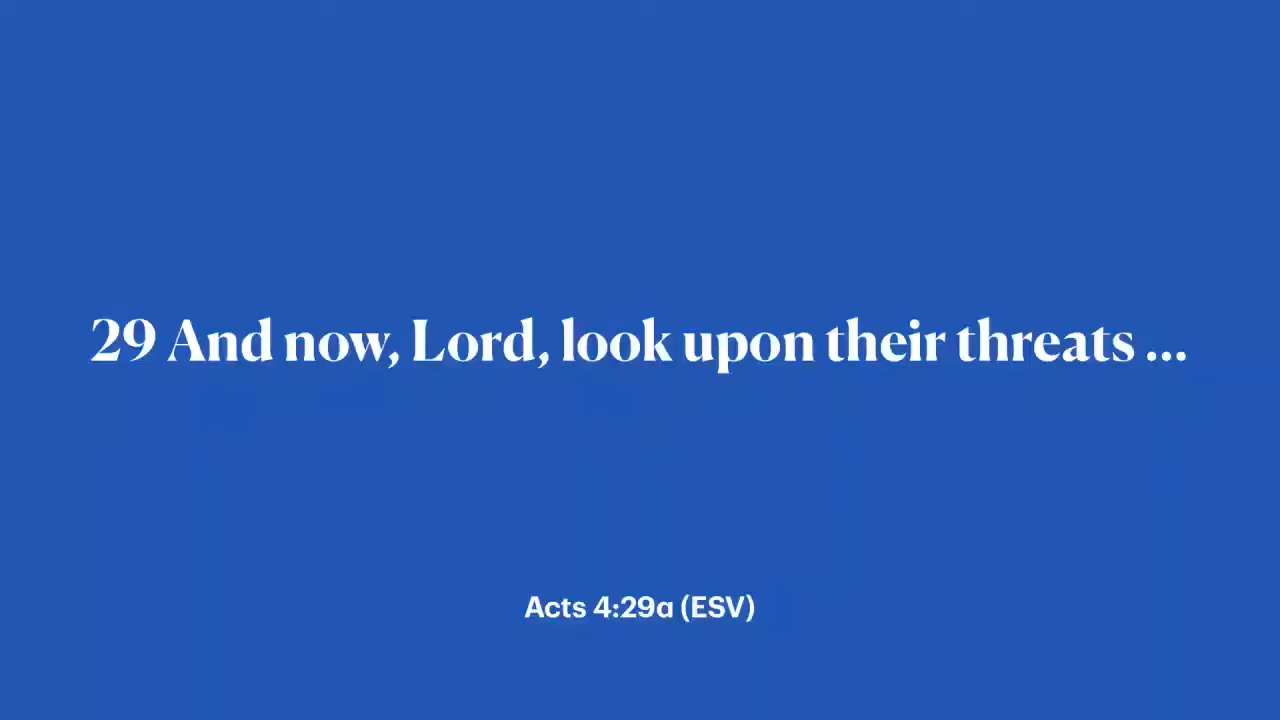 29 And now, Lord, look upon their threats ...
Acts 4:29a (ESV)